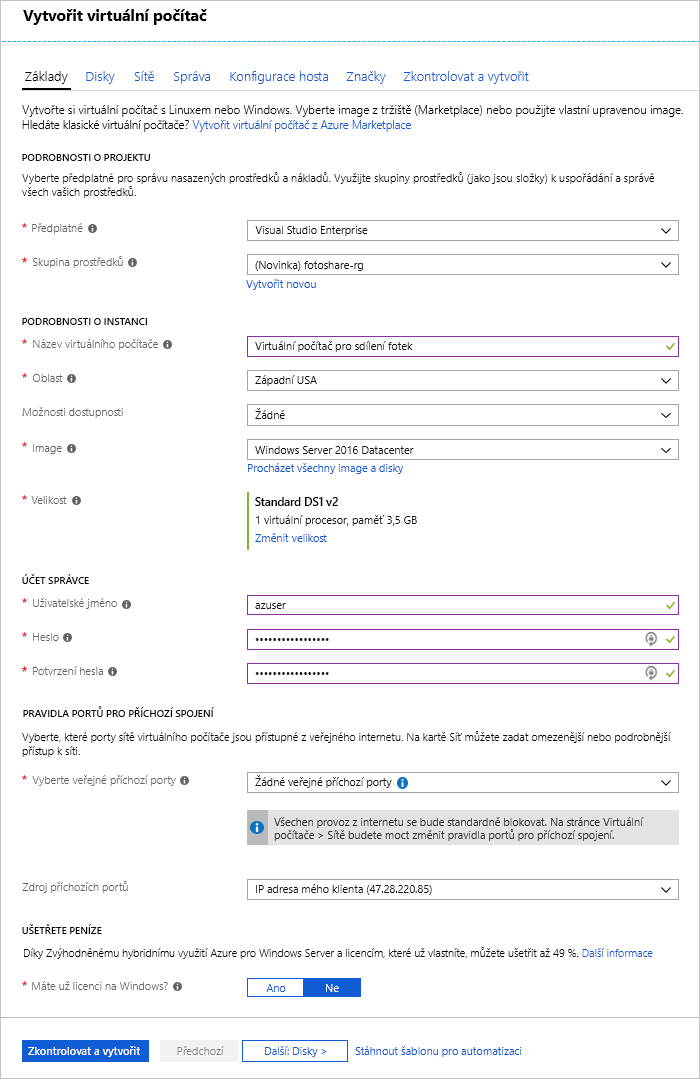 Vytvořit virtuální počítač
Základy Disky Sítě Správa Konfigurace hosta Značky Zkontrolovat a vytvořit
Vytvořte si virtuální počítač s Linuxem nebo Windows. Vyberte image z tržiště (Marketplace) nebo použijte vlastní upravenou image.
Hledáte klasické virtuální počítače? Vytvořit virtuální počítač z Azure Marketplace
PODROBNOSTI O PROJEKTU
Vyberte předplatné pro správu nasazených prostředků a nákladů. Využijte skupiny prostředků (jako jsou složky) k uspořádání a správě
všech vašich prostředků.
* Předplatné Visual Studio Enterprise
* Skupina prostředků (Novinka) fotoshare-rg
Vytvořit novou
PODROBNOSTI O INSTANCI
* Název virtuálního počítače Virtuální počítač pro sdílení fotek
* Oblast Západní USA
Možnosti dostupnosti Žádné
* Image Windows Server 2016 Datacenter
Procházet všechny image a disky
* Velikost Standard DS1 v2
1 virtuální procesor, paměť 3,5 GB
Změnit velikost
ÚČET SPRÁVCE
* Uživatelské jméno azuser
* Heslo •••••••••••••••••
* Potvrzení hesla •••••••••••••••••
PRAVIDLA PORTŮ PRO PŘÍCHOZÍ SPOJENÍ
Vyberte, které porty sítě virtuálního počítače jsou přístupné z veřejného internetu. Na kartě Síť můžete zadat omezenější nebo podrobnější
přístup k síti.
* Vyberte veřejné příchozí porty Žádné veřejné příchozí porty
Všechen provoz z internetu se bude standardně blokovat. Na stránce Virtuální
počítače > Sítě budete moct změnit pravidla portů pro příchozí spojení.
Zdroj příchozích portů IP adresa mého klienta (47.28.220.85)
UŠETŘETE PENÍZE
Díky Zvýhodněnému hybridnímu využití Azure pro Windows Server a licencím, které už vlastníte, můžete ušetřit až 49 %. Další informace
* Máte už licenci na Windows? Ano Ne
Zkontrolovat a vytvořit Předchozí Další: Disky > Stáhnout šablonu pro automatizaci